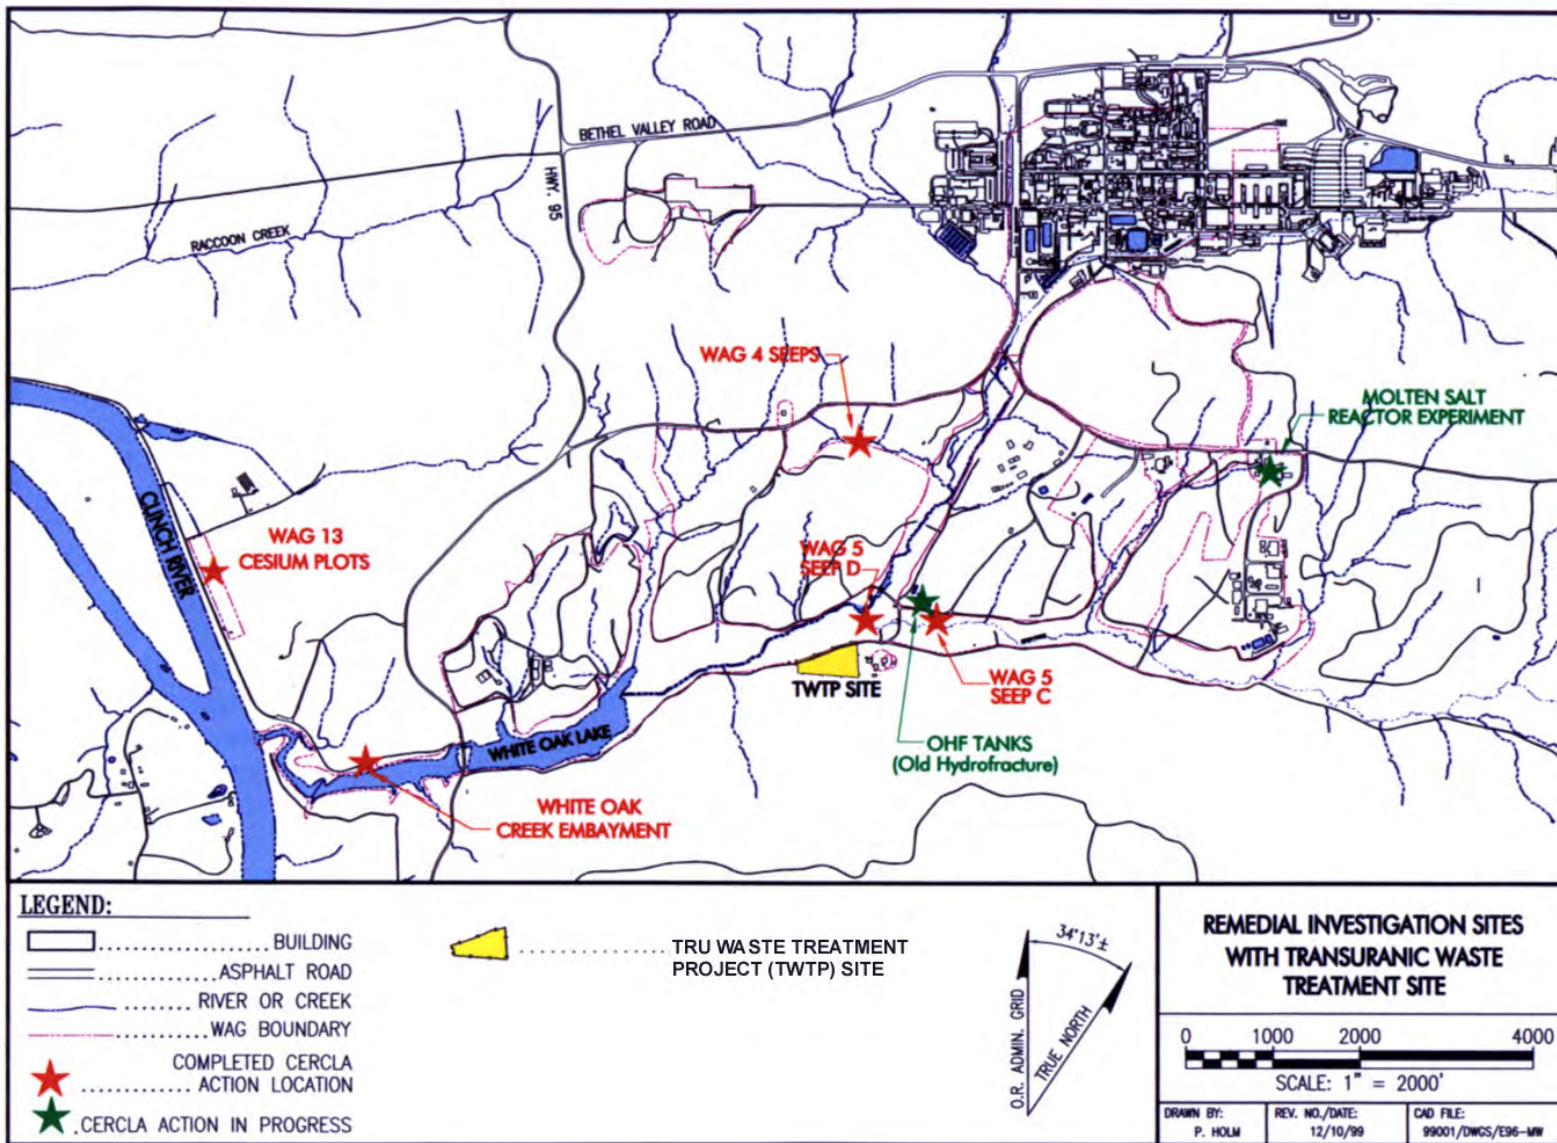 BETHEL VALLEY ROAD
HWY. 95
RACCOON CREEK
WAG 4 SEEPS
MOLTEN SALT
REACTOR EXPERIMENT
CLINCH RIVER
WAG 13
CESIUM PLOTS
WAG 5
SEEP D
TWTP SITE
WAG 5
SEEP C
WHITE OAK LAKE
OHF TANKS
(Old Hydrofracture)
WHITE OAK
CREEK EMBAYMENT
LEGEND:
BUILDING
ASPHALT ROAD
RIVER OR CREEK
WAG BOUNDARY
COMPLETED CERCLA
ACTION LOCATION
CERCLA ACTION IN PROGRESS
TRU WASTE TREATMENT
PROJECT (TWTP) SITE
34°13'±
O.R. ADMIN. GRID
TRUE NORTH
REMEDIAL INVESTIGATION SITES
WITH TRANSURANIC WASTE
TREATMENT SITE
0 1000 2000 4000
SCALE: 1" = 2000'
DRAWN BY:
P. HOLM
REV. NO./DATE:
12/10/99
CAD FILE:
99001/DWGS/E96-MW